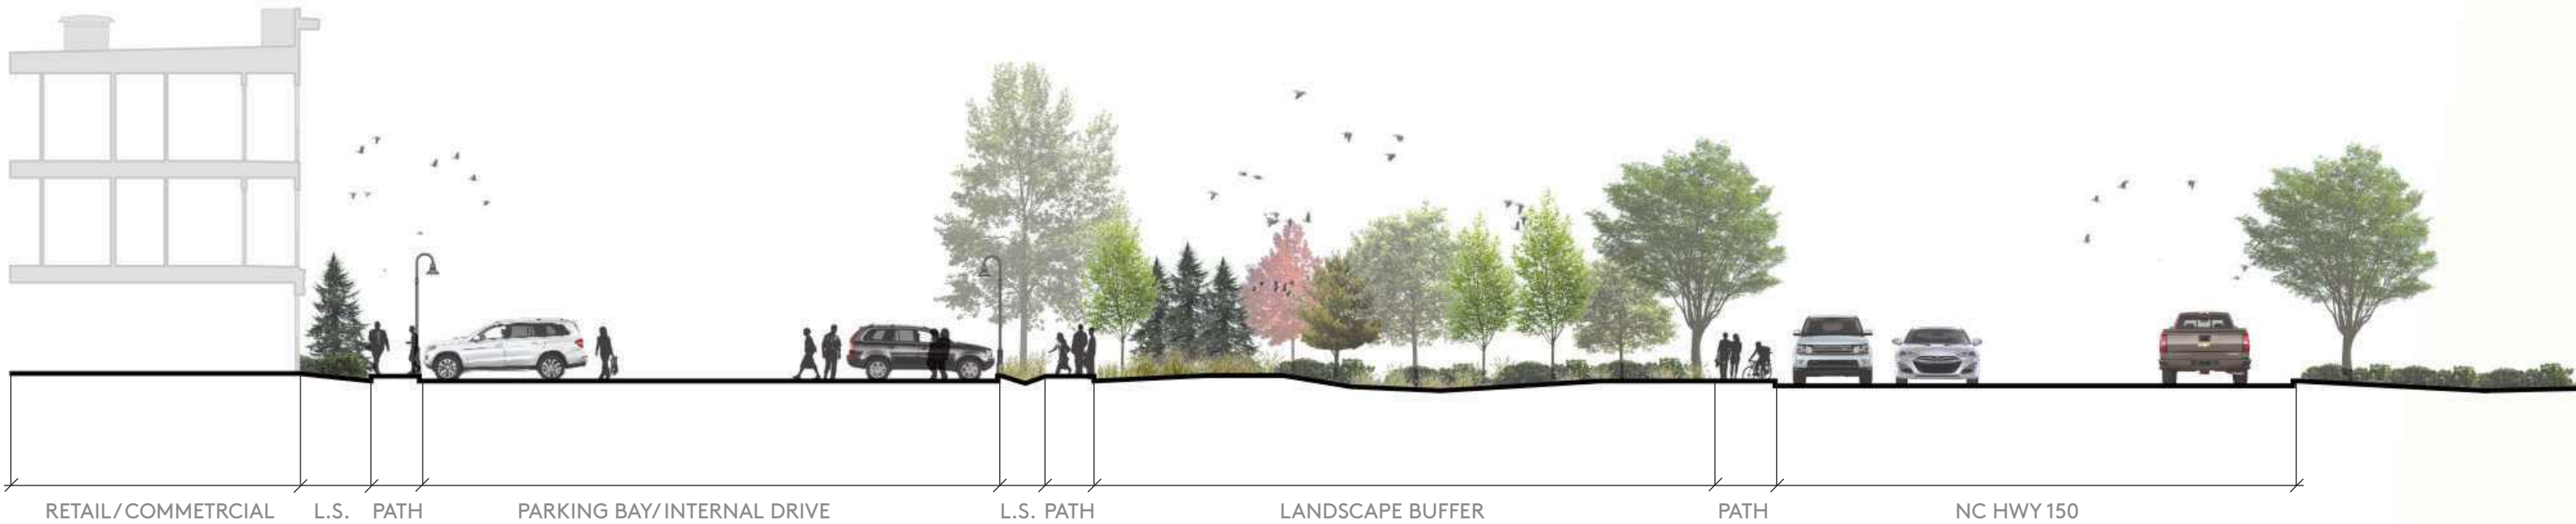 RETAIL/COMMETRCIAL L.S. PATH PARKING BAY/INTERNAL DRIVE L.S. PATH LANDSCAPE BUFFER PATH NC HWY 150